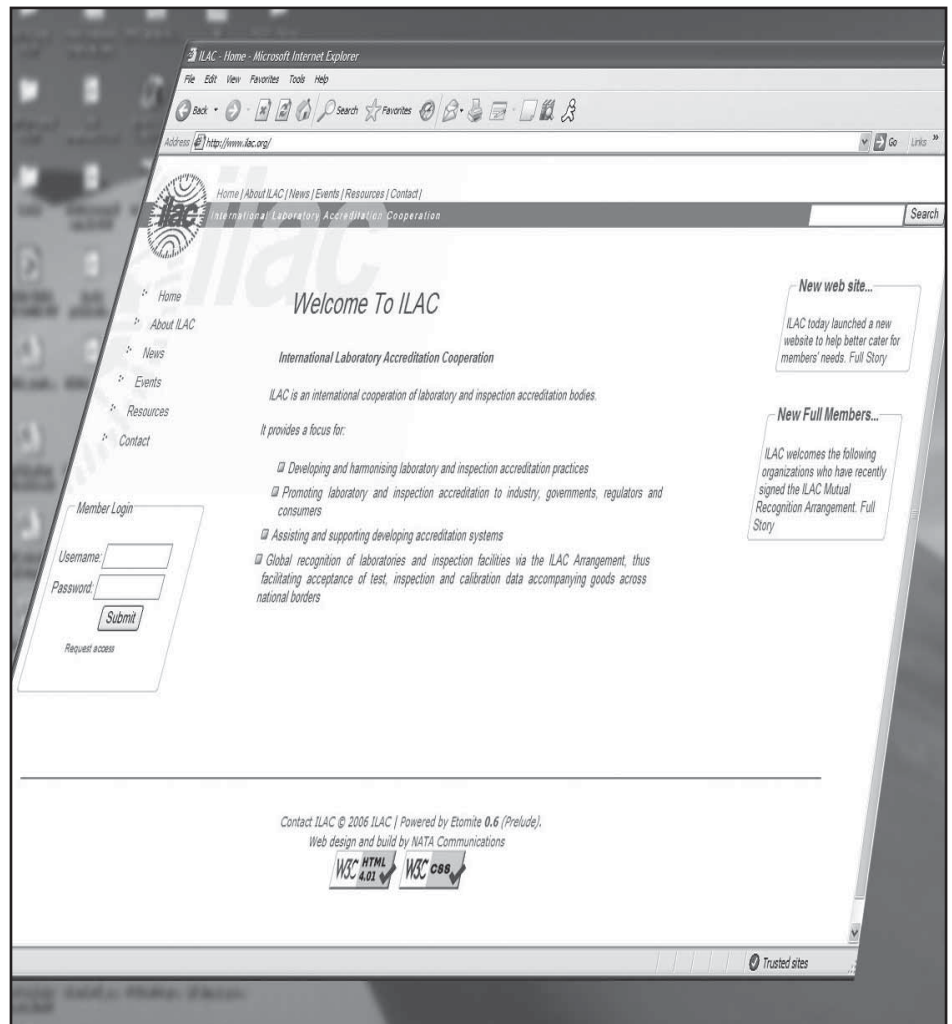 ILAC - Home - Microsoft Internet Explorer
File Edit View Favorites Tools Help
Back Search Favorites
Address http://www.ilac.org/ Go Links »
Home | About ILAC | News | Events | Resources | Contact |
ilac International Laboratory Accreditation Cooperation Search
ilac
Home
About ILAC
News
Events
Resources
Contact
Member Login
Username:
Password:
Submit
Request access
Welcome To ILAC
International Laboratory Accreditation Cooperation
ILAC is an international cooperation of laboratory and inspection accreditation bodies.
It provides a focus for:
Developing and harmonising laboratory and inspection accreditation practices
Promoting laboratory and inspection accreditation to industry, governments, regulators and
consumers
Assisting and supporting developing accreditation systems
Global recognition of laboratories and inspection facilities via the ILAC Arrangement, thus
facilitating acceptance of test, inspection and calibration data accompanying goods across
national borders
New web site...
ILAC today launched a new
website to help better cater for
members' needs. Full Story
New Full Members...
ILAC welcomes the following
organizations who have recently
signed the ILAC Mutual
Recognition Arrangement. Full
Story
Contact ILAC © 2006 ILAC | Powered by Etomite 0.6 (Prelude).
Web design and build by NATA Communications
W3C HTML 4.01 W3C CSS
Trusted sites